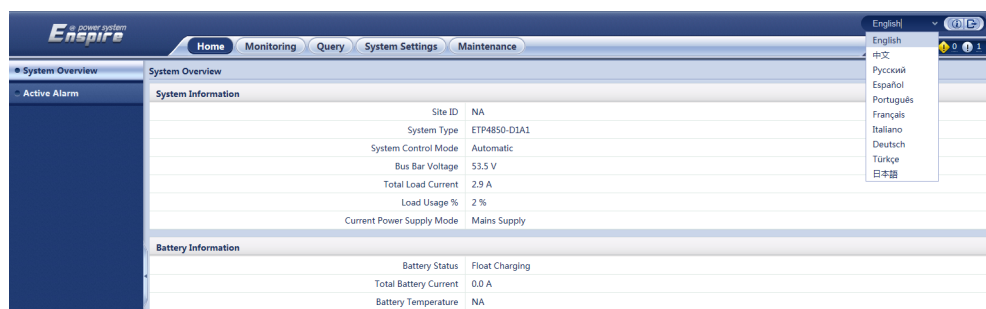 Enspire power system
English
Home Monitoring Query System Settings Maintenance
0 1
English
中文
Русский
Español
Português
Français
Italiano
Deutsch
Türkçe
日本語
System Overview
Active Alarm
System Overview
System Information
Site ID NA
System Type ETP4850-D1A1
System Control Mode Automatic
Bus Bar Voltage 53.5 V
Total Load Current 2.9 A
Load Usage % 2 %
Current Power Supply Mode Mains Supply
Battery Information
Battery Status Float Charging
Total Battery Current 0.0 A
Battery Temperature NA